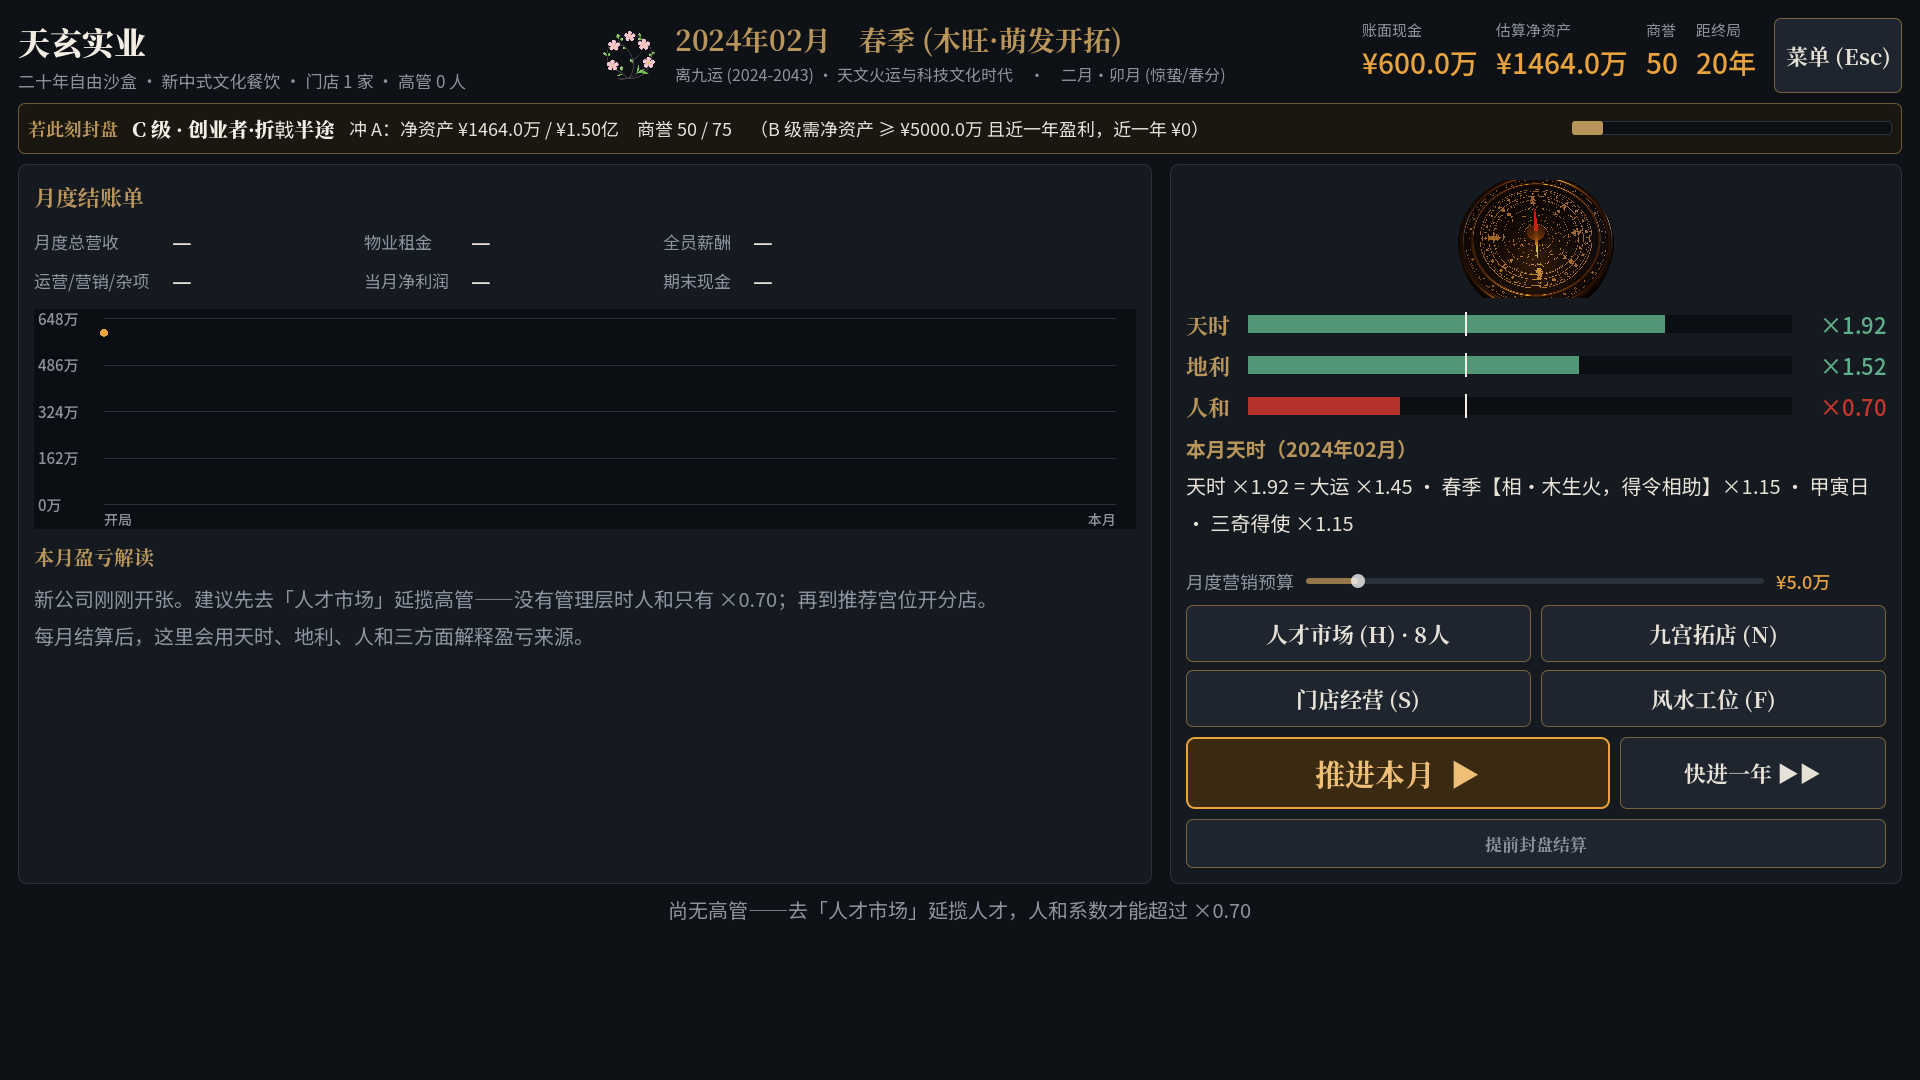 天玄实业
二十年自由沙盒 · 新中式文化餐饮 · 门店 1 家 · 高管 0 人
2024年02月 春季 (木旺·萌发开拓)
离九运 (2024-2043) · 天文火运与科技文化时代 · 二月·卯月 (惊蛰/春分)
账面现金 估算净资产 商誉 距终局
¥600.0万 ¥1464.0万 50 20年
菜单 (Esc)
若此刻封盘 C 级 · 创业者·折戟半途 冲 A：净资产 ¥1464.0万 / ¥1.50亿 商誉 50 / 75 （B 级需净资产 ≥ ¥5000.0万 且近一年盈利，近一年 ¥0）
月度结账单
月度总营收 — 物业租金 — 全员薪酬 —
运营/营销/杂项 — 当月净利润 — 期末现金 —
648万
486万
324万
162万
0万
开局 本月
本月盈亏解读
新公司刚刚开张。建议先去「人才市场」延揽高管——没有管理层时人和只有 ×0.70；再到推荐宫位开分店。
每月结算后，这里会用天时、地利、人和三方面解释盈亏来源。
天时 ×1.92
地利 ×1.52
人和 ×0.70
本月天时（2024年02月）
天时 ×1.92 = 大运 ×1.45 · 春季【相·木生火，得令相助】×1.15 · 甲寅日
· 三奇得使 ×1.15
月度营销预算 ¥5.0万
人才市场 (H) · 8人 九宫拓店 (N)
门店经营 (S) 风水工位 (F)
推进本月 ▶ 快进一年 ▶▶
提前封盘结算
尚无高管——去「人才市场」延揽人才，人和系数才能超过 ×0.70